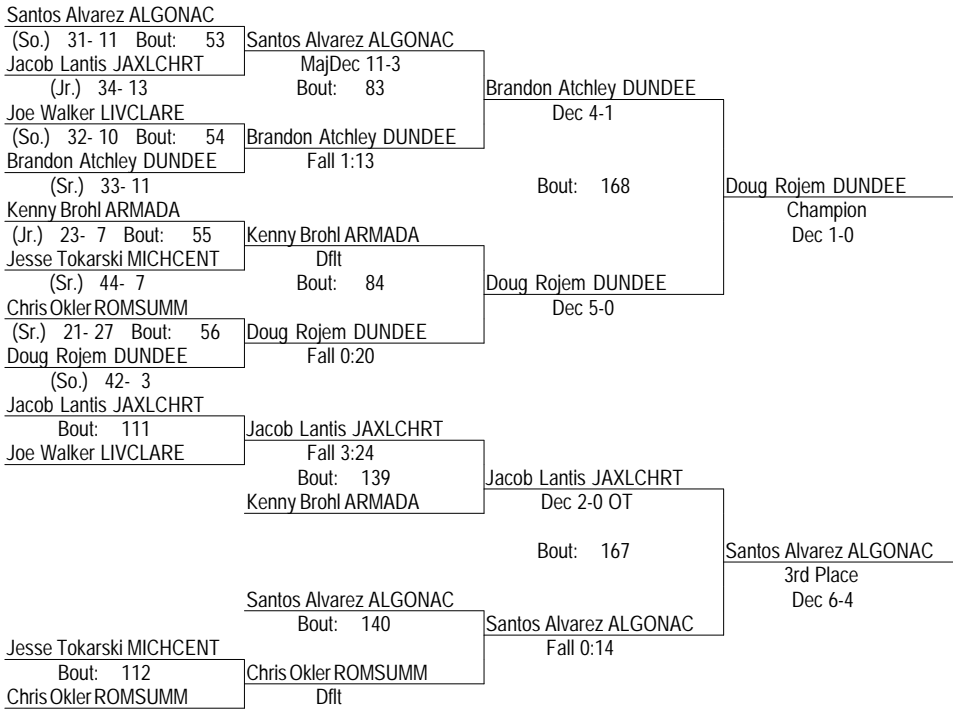 Santos Alvarez ALGONAC
(So.) 31- 11 Bout: 53 Santos Alvarez ALGONAC
Jacob Lantis JAXLCHRT MajDec 11-3
(Jr.) 34- 13 Bout: 83 Brandon Atchley DUNDEE
Joe Walker LIVCLARE Dec 4-1
(So.) 32- 10 Bout: 54 Brandon Atchley DUNDEE
Brandon Atchley DUNDEE Fall 1:13
(Sr.) 33- 11 Bout: 168 Doug Rojem DUNDEE
Kenny Brohl ARMADA Champion
(Jr.) 23- 7 Bout: 55 Kenny Brohl ARMADA Dec 1-0
Jesse Tokarski MICHCENT Dflt
(Sr.) 44- 7 Bout: 84 Doug Rojem DUNDEE
Chris Okler ROMSUMM Dec 5-0
(Sr.) 21- 27 Bout: 56 Doug Rojem DUNDEE
Doug Rojem DUNDEE Fall 0:20
(So.) 42- 3
Jacob Lantis JAXLCHRT
Bout: 111 Jacob Lantis JAXLCHRT
Joe Walker LIVCLARE Fall 3:24
Bout: 139 Jacob Lantis JAXLCHRT
Kenny Brohl ARMADA Dec 2-0 OT
Bout: 167 Santos Alvarez ALGONAC
3rd Place
Santos Alvarez ALGONAC Dec 6-4
Bout: 140 Santos Alvarez ALGONAC
Jesse Tokarski MICHCENT Fall 0:14
Bout: 112 Chris Okler ROMSUMM
Chris Okler ROMSUMM Dflt